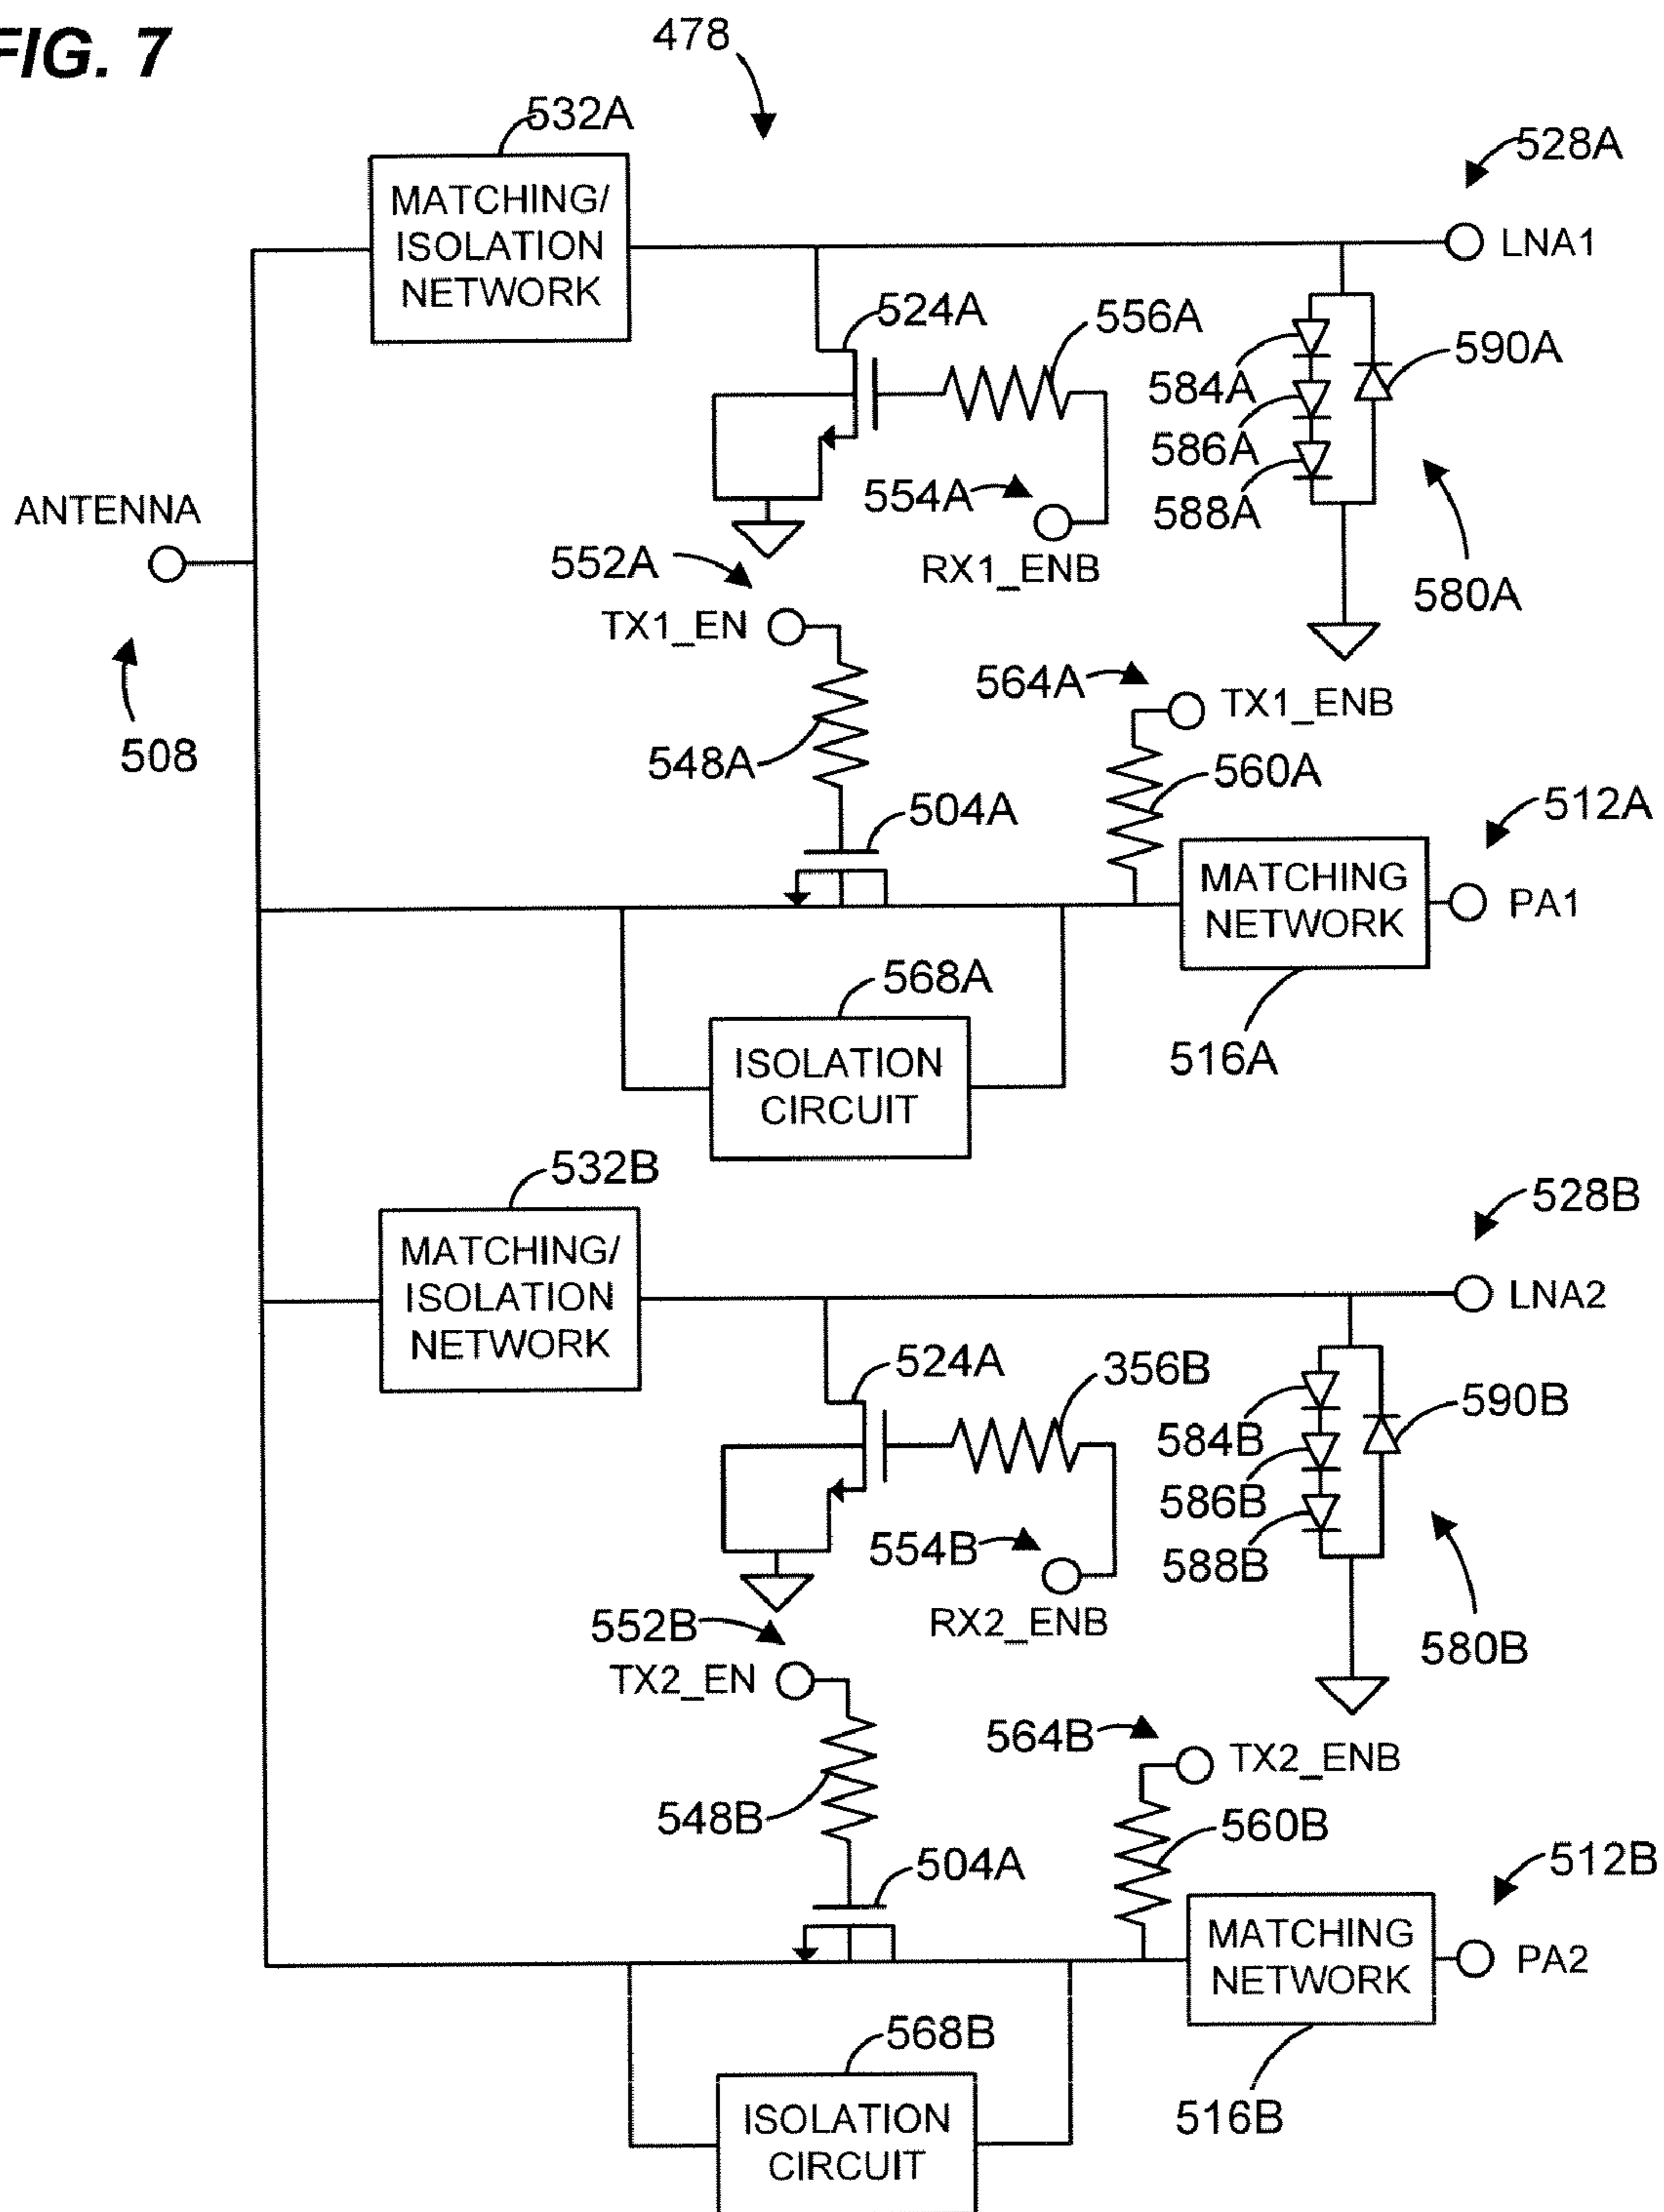 FIG. 7
478
532A
528A
MATCHING/
ISOLATION
NETWORK
LNA1
524A
556A
590A
584A
586A
588A
554A
ANTENNA
552A
RX1_ENB
580A
TX1_EN
564A
TX1_ENB
508
548A
560A
504A
512A
MATCHING
NETWORK
PA1
568A
516A
ISOLATION
CIRCUIT
532B
528B
MATCHING/
ISOLATION
NETWORK
LNA2
524A
356B
590B
584B
586B
554B
588B
552B
RX2_ENB
580B
TX2_EN
564B
TX2_ENB
548B
560B
504A
512B
MATCHING
NETWORK
PA2
568B
516B
ISOLATION
CIRCUIT